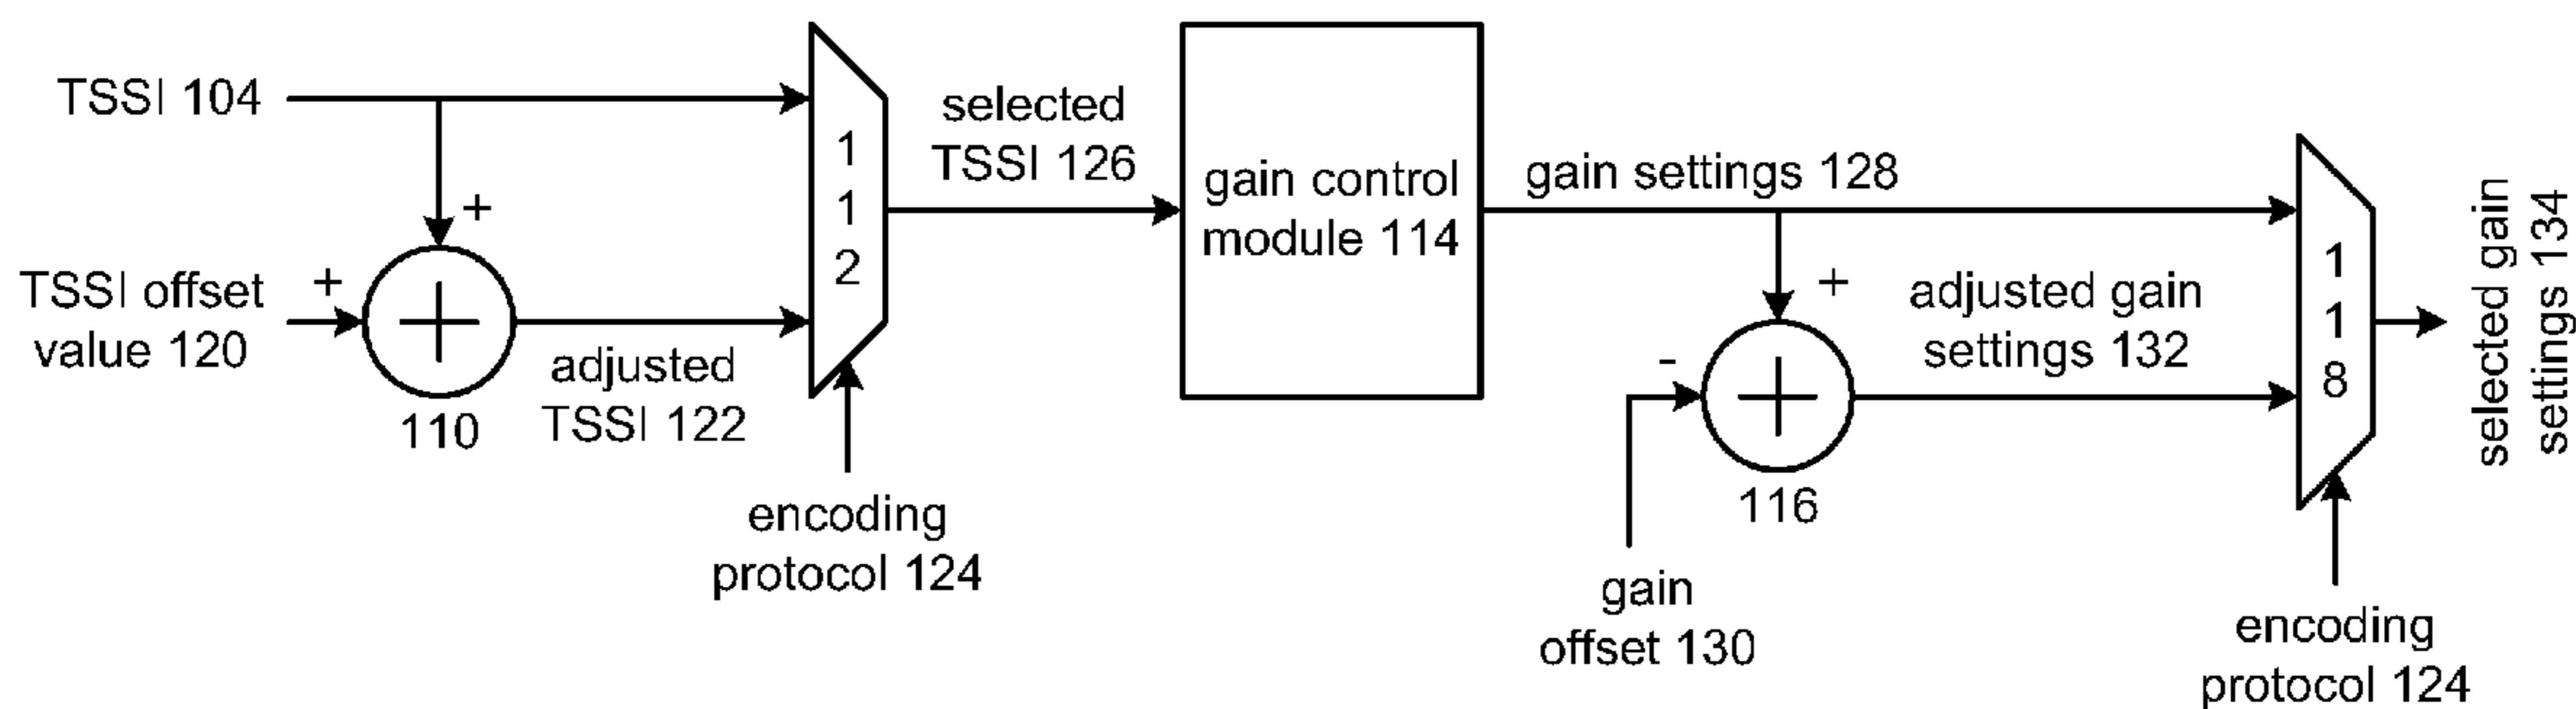 TSSI 104
TSSI offset
value 120
+
+
110
adjusted
TSSI 122
1
1
2
encoding
protocol 124
selected
TSSI 126
gain control
module 114
gain settings 128
+
-
116
gain
offset 130
adjusted gain
settings 132
1
1
8
encoding
protocol 124
selected gain
settings 134